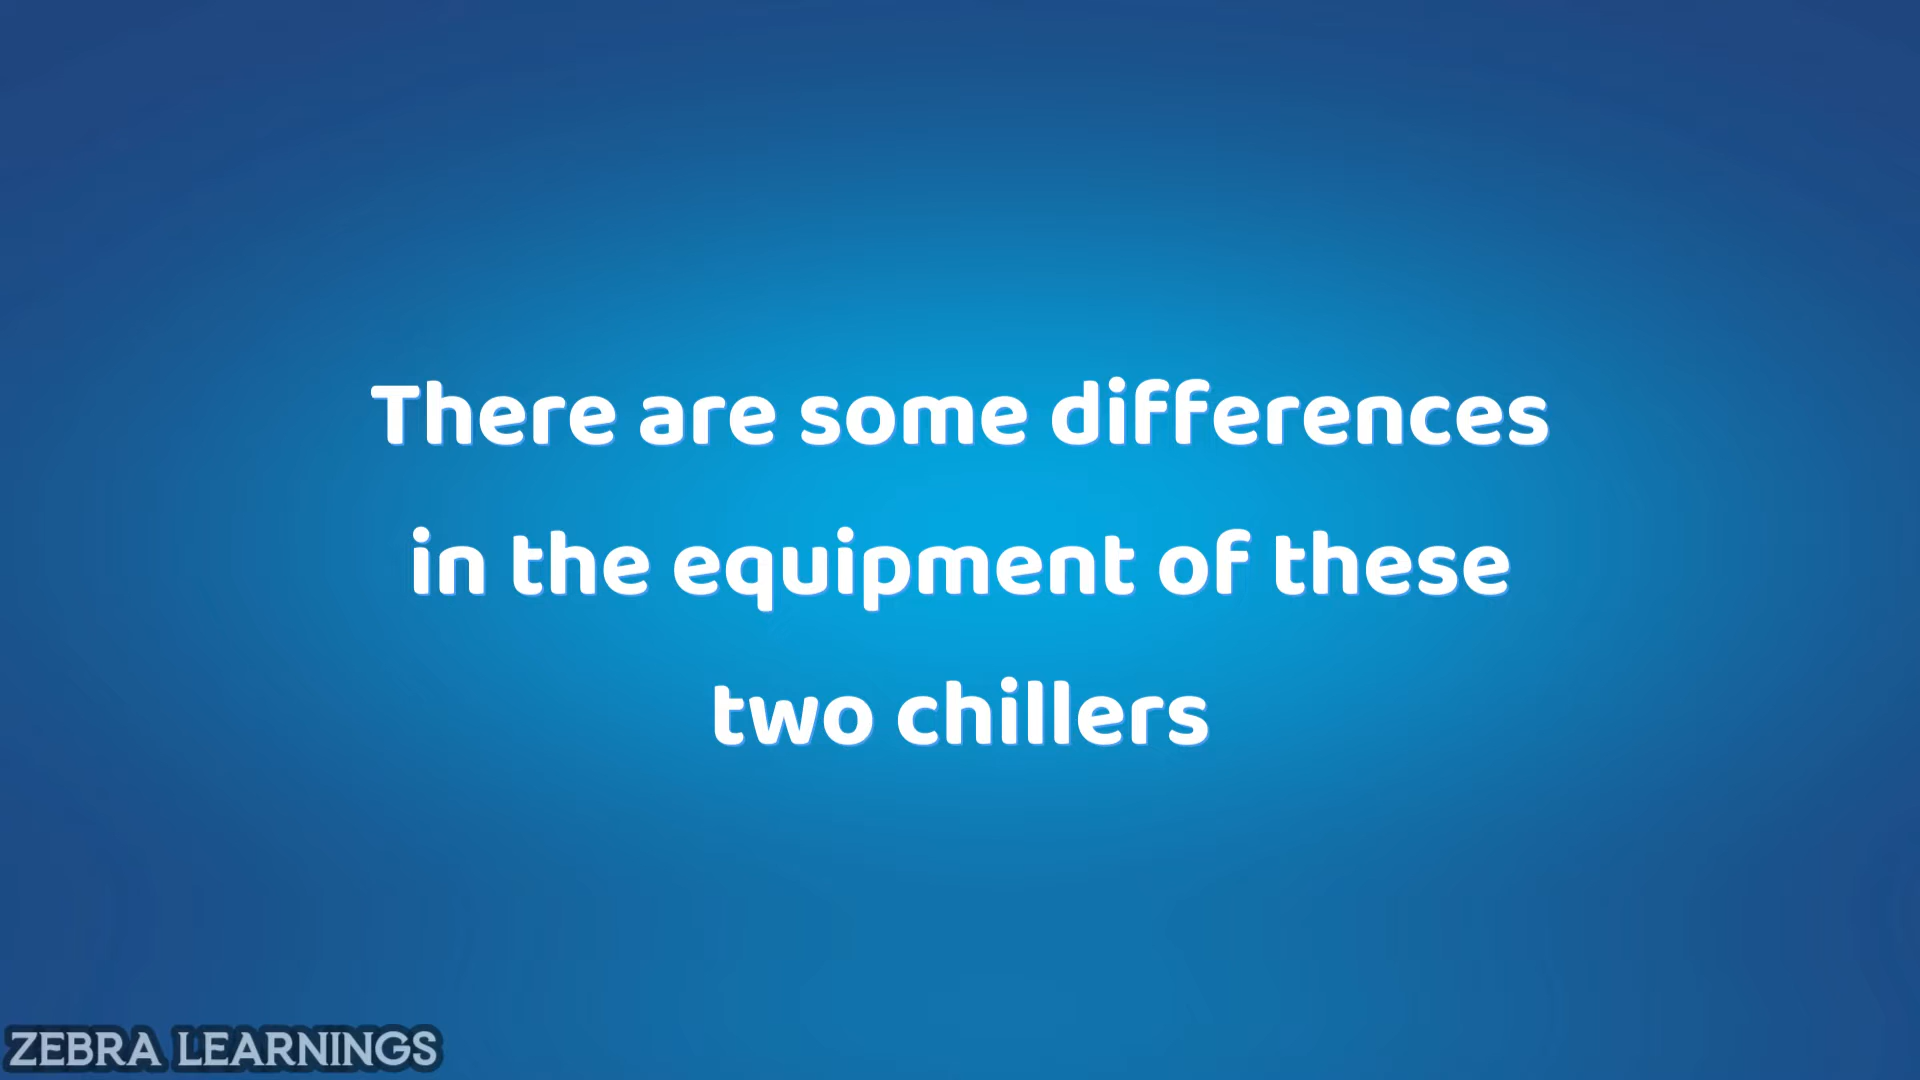 There are some differences
in the equipment of these
two chillers
ZEBRA LEARNINGS